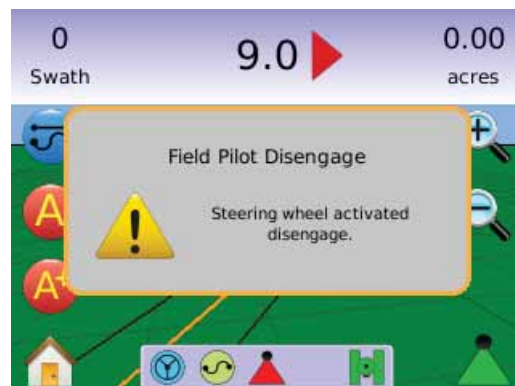 0
9.0
0.00
Swath
acres
Field Pilot Disengage
Steering wheel activated
disengage.
A
A+